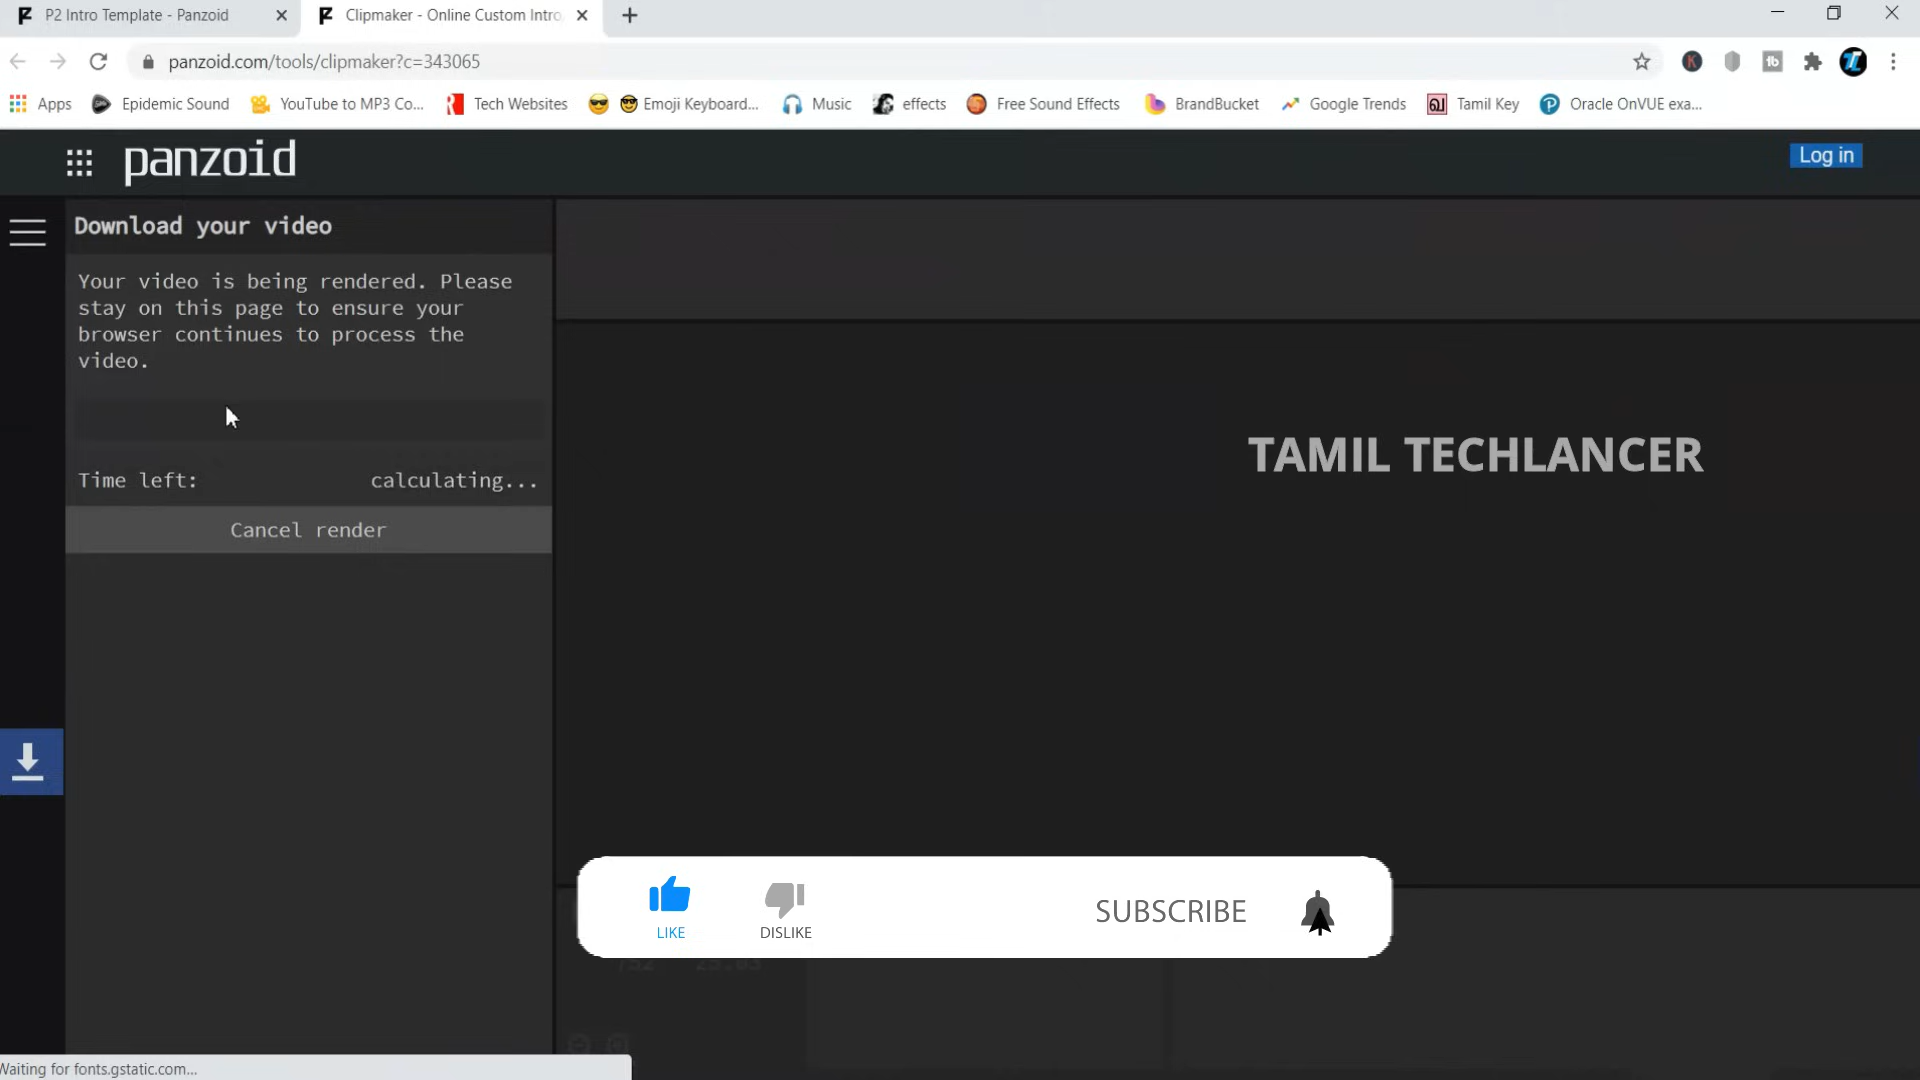 P2 Intro Template - Panzoid
Clipmaker - Online Custom Intro
panzoid.com/tools/clipmaker?c=343065
Apps
Epidemic Sound
YouTube to MP3 Co...
Tech Websites
Emoji Keyboard...
Music
effects
Free Sound Effects
BrandBucket
Google Trends
Tamil Key
Oracle OnVUE exa...
panzoid
Log in
Download your video
Your video is being rendered. Please
stay on this page to ensure your
browser continues to process the
video.
Time left: calculating...
Cancel render
TAMIL TECHLANCER
LIKE
DISLIKE
SUBSCRIBE
Waiting for fonts.gstatic.com...